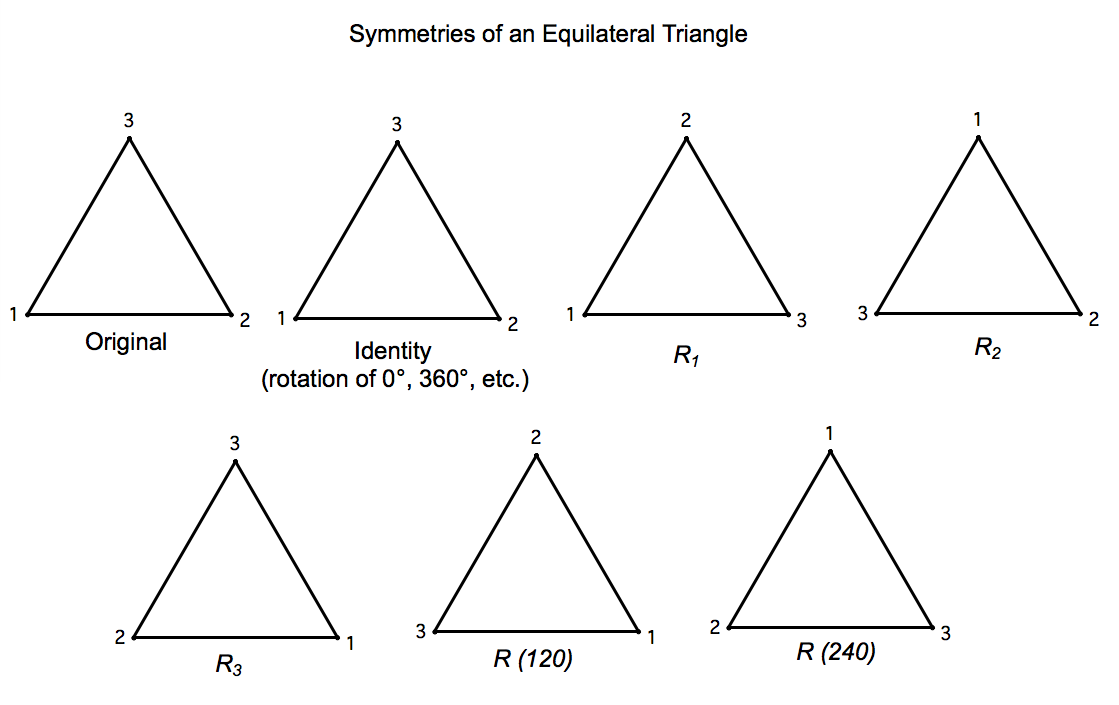 Symmetries of an Equilateral Triangle
3 3 2 1
1 2 1 2 1 3 3 2
Original Identity R1 R2
(rotation of 0°, 360°, etc.)
3 2 1
2 1 3 1 2 3
R3 R (120) R (240)